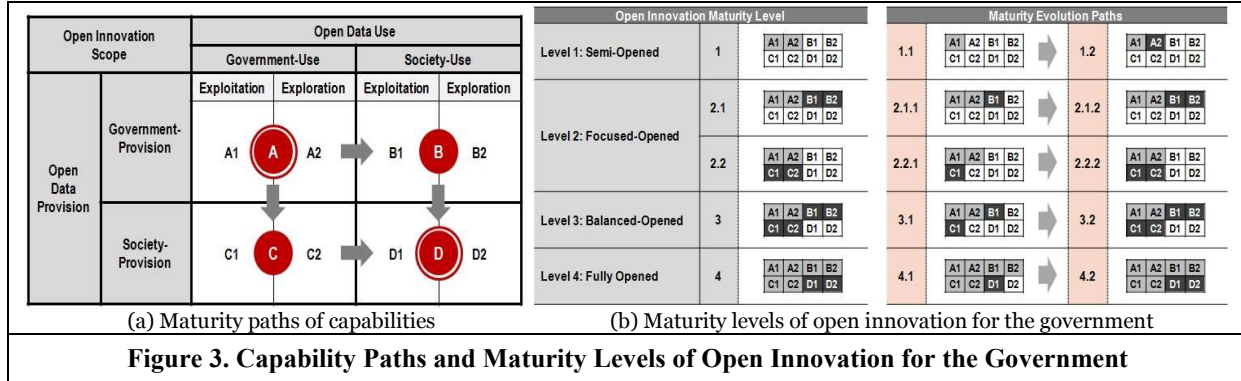 Open Innovation Scope
Open Data Use
Government-Use
Society-Use
Exploitation
Exploration
Exploitation
Exploration
Open Data Provision
Government-Provision
A1
A
A2
B1
B
B2
Society-Provision
C1
C
C2
D1
D
D2
(a) Maturity paths of capabilities
Open Innovation Maturity Level
Maturity Evolution Paths
Level 1: Semi-Opened
1
A1 A2 B1 B2
C1 C2 D1 D2
1.1
A1 A2 B1 B2
C1 C2 D1 D2
1.2
A1 A2 B1 B2
C1 C2 D1 D2
Level 2: Focused-Opened
2.1
A1 A2 B1 B2
C1 C2 D1 D2
2.1.1
A1 A2 B1 B2
C1 C2 D1 D2
2.1.2
A1 A2 B1 B2
C1 C2 D1 D2
2.2
A1 A2 B1 B2
C1 C2 D1 D2
2.2.1
A1 A2 B1 B2
C1 C2 D1 D2
2.2.2
A1 A2 B1 B2
C1 C2 D1 D2
Level 3: Balanced-Opened
3
A1 A2 B1 B2
C1 C2 D1 D2
3.1
A1 A2 B1 B2
C1 C2 D1 D2
3.2
A1 A2 B1 B2
C1 C2 D1 D2
Level 4: Fully Opened
4
A1 A2 B1 B2
C1 C2 D1 D2
4.1
A1 A2 B1 B2
C1 C2 D1 D2
4.2
A1 A2 B1 B2
C1 C2 D1 D2
(b) Maturity levels of open innovation for the government
Figure 3. Capability Paths and Maturity Levels of Open Innovation for the Government